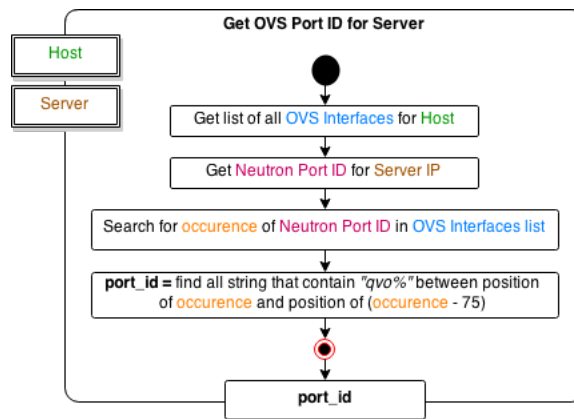 Get OVS Port ID for Server
Host
Server
Get list of all OVS Interfaces for Host
Get Neutron Port ID for Server IP
Search for occurence of Neutron Port ID in OVS Interfaces list
port_id = find all string that contain "qvo%" between position
of occurence and position of (occurence - 75)
port_id